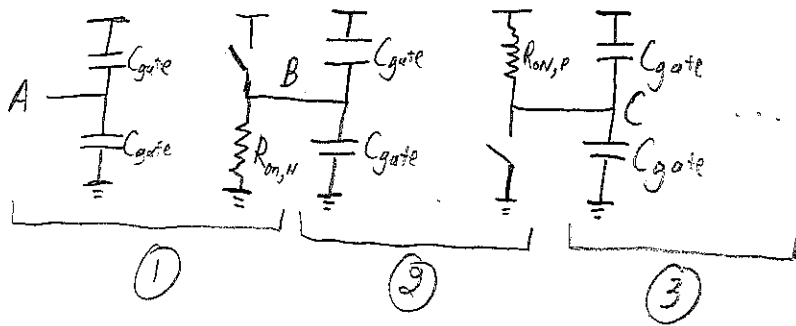 Cgate
Cgate
RON,P
Cgate
A
B
C
...
Cgate
Ron,N
Cgate
Cgate
1
2
3